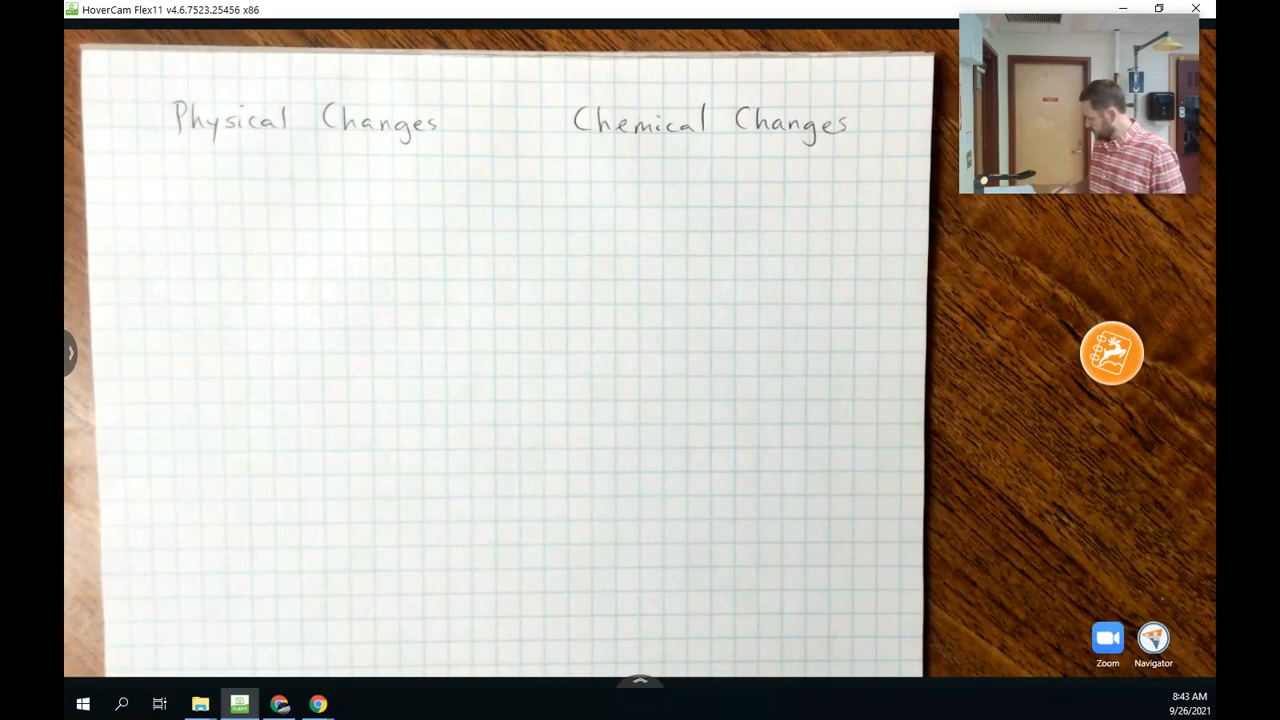 HoverCam Flex11 v4.6.7523.25456 x86
Physical Changes Chemical Changes
Zoom Navigator
8:43 AM
9/26/2021